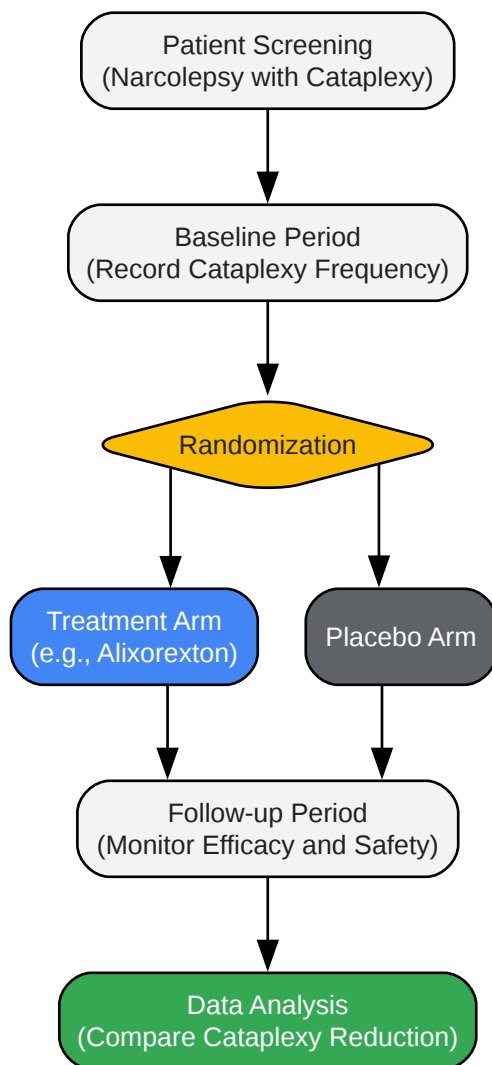 Patient Screening
(Narcolepsy with Cataplexy)
Baseline Period
(Record Cataplexy Frequency)
Randomization
Treatment Arm
(e.g., Alixorexton)
Placebo Arm
Follow-up Period
(Monitor Efficacy and Safety)
Data Analysis
(Compare Cataplexy Reduction)